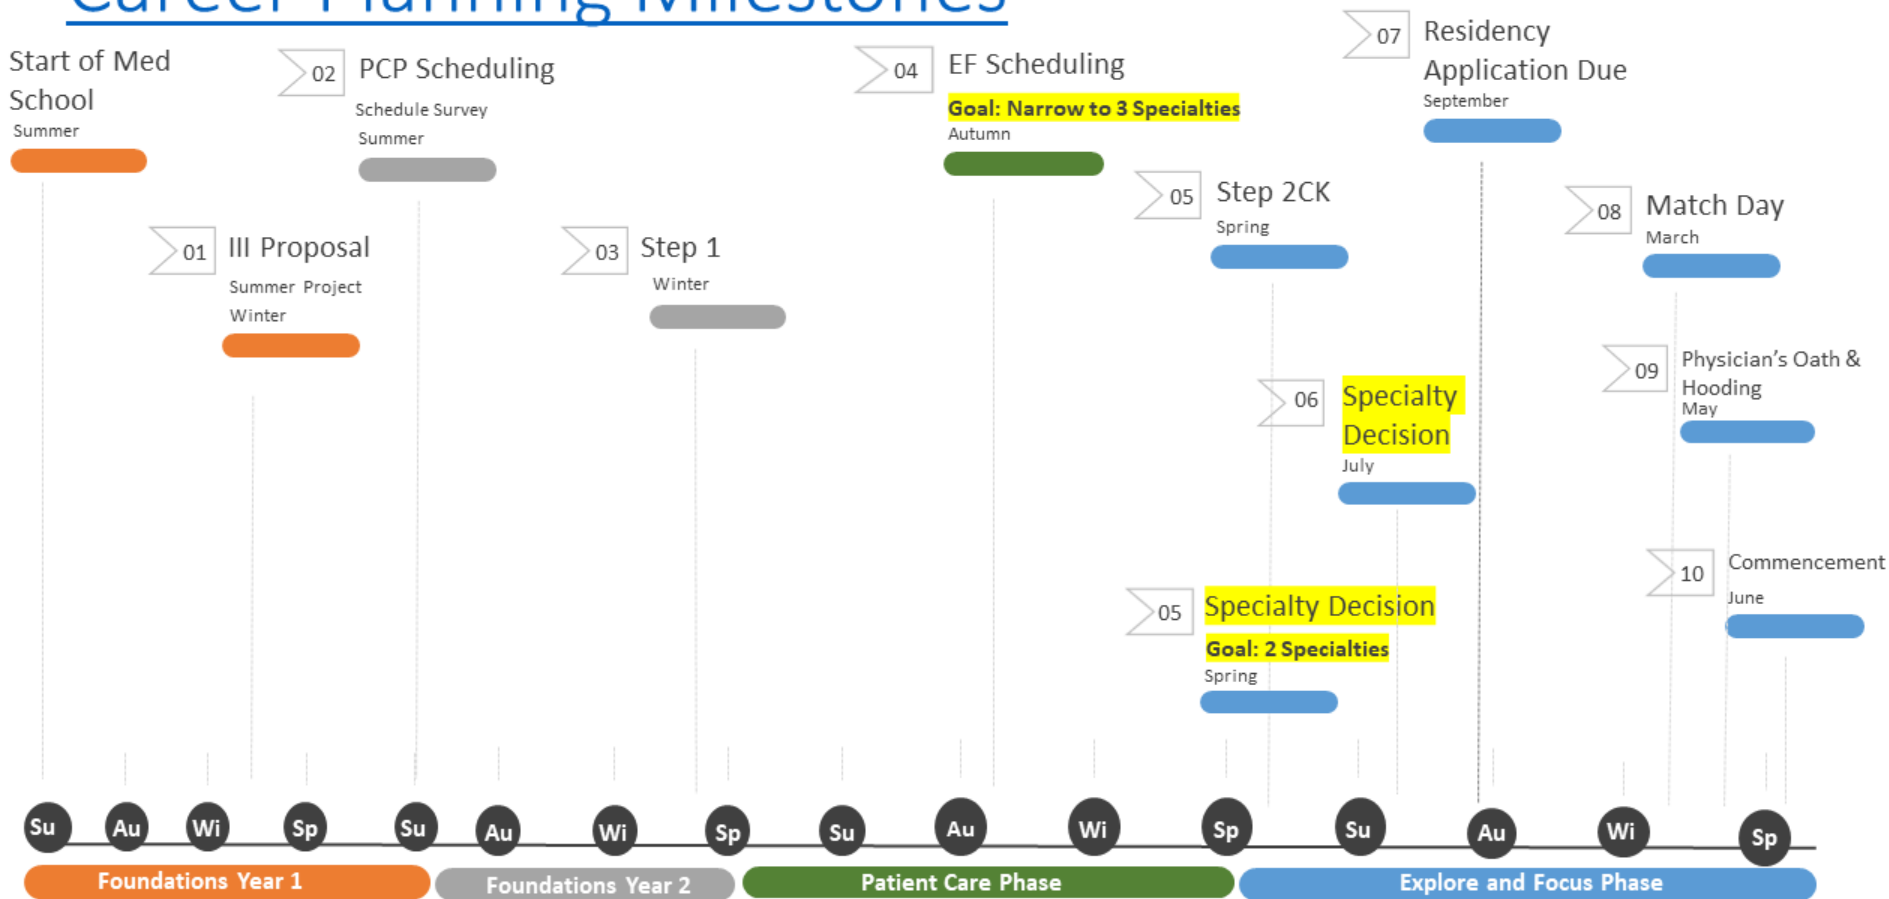 Career Planning Milestones
Start of Med
School
Summer
02
PCP Scheduling
Schedule Survey
Summer
04
EF Scheduling
Goal: Narrow to 3 Specialties
Autumn
07
Residency
Application Due
September
05
Step 2CK
Spring
08
Match Day
March
01
III Proposal
Summer Project
Winter
03
Step 1
Winter
06
Specialty
Decision
July
09
Physician’s Oath &
Hooding
May
05
Specialty Decision
Goal: 2 Specialties
Spring
10
Commencement
June
Su Au Wi Sp Su Au Wi Sp Su Au Wi Sp Su Au Wi Sp
Foundations Year 1 Foundations Year 2 Patient Care Phase Explore and Focus Phase